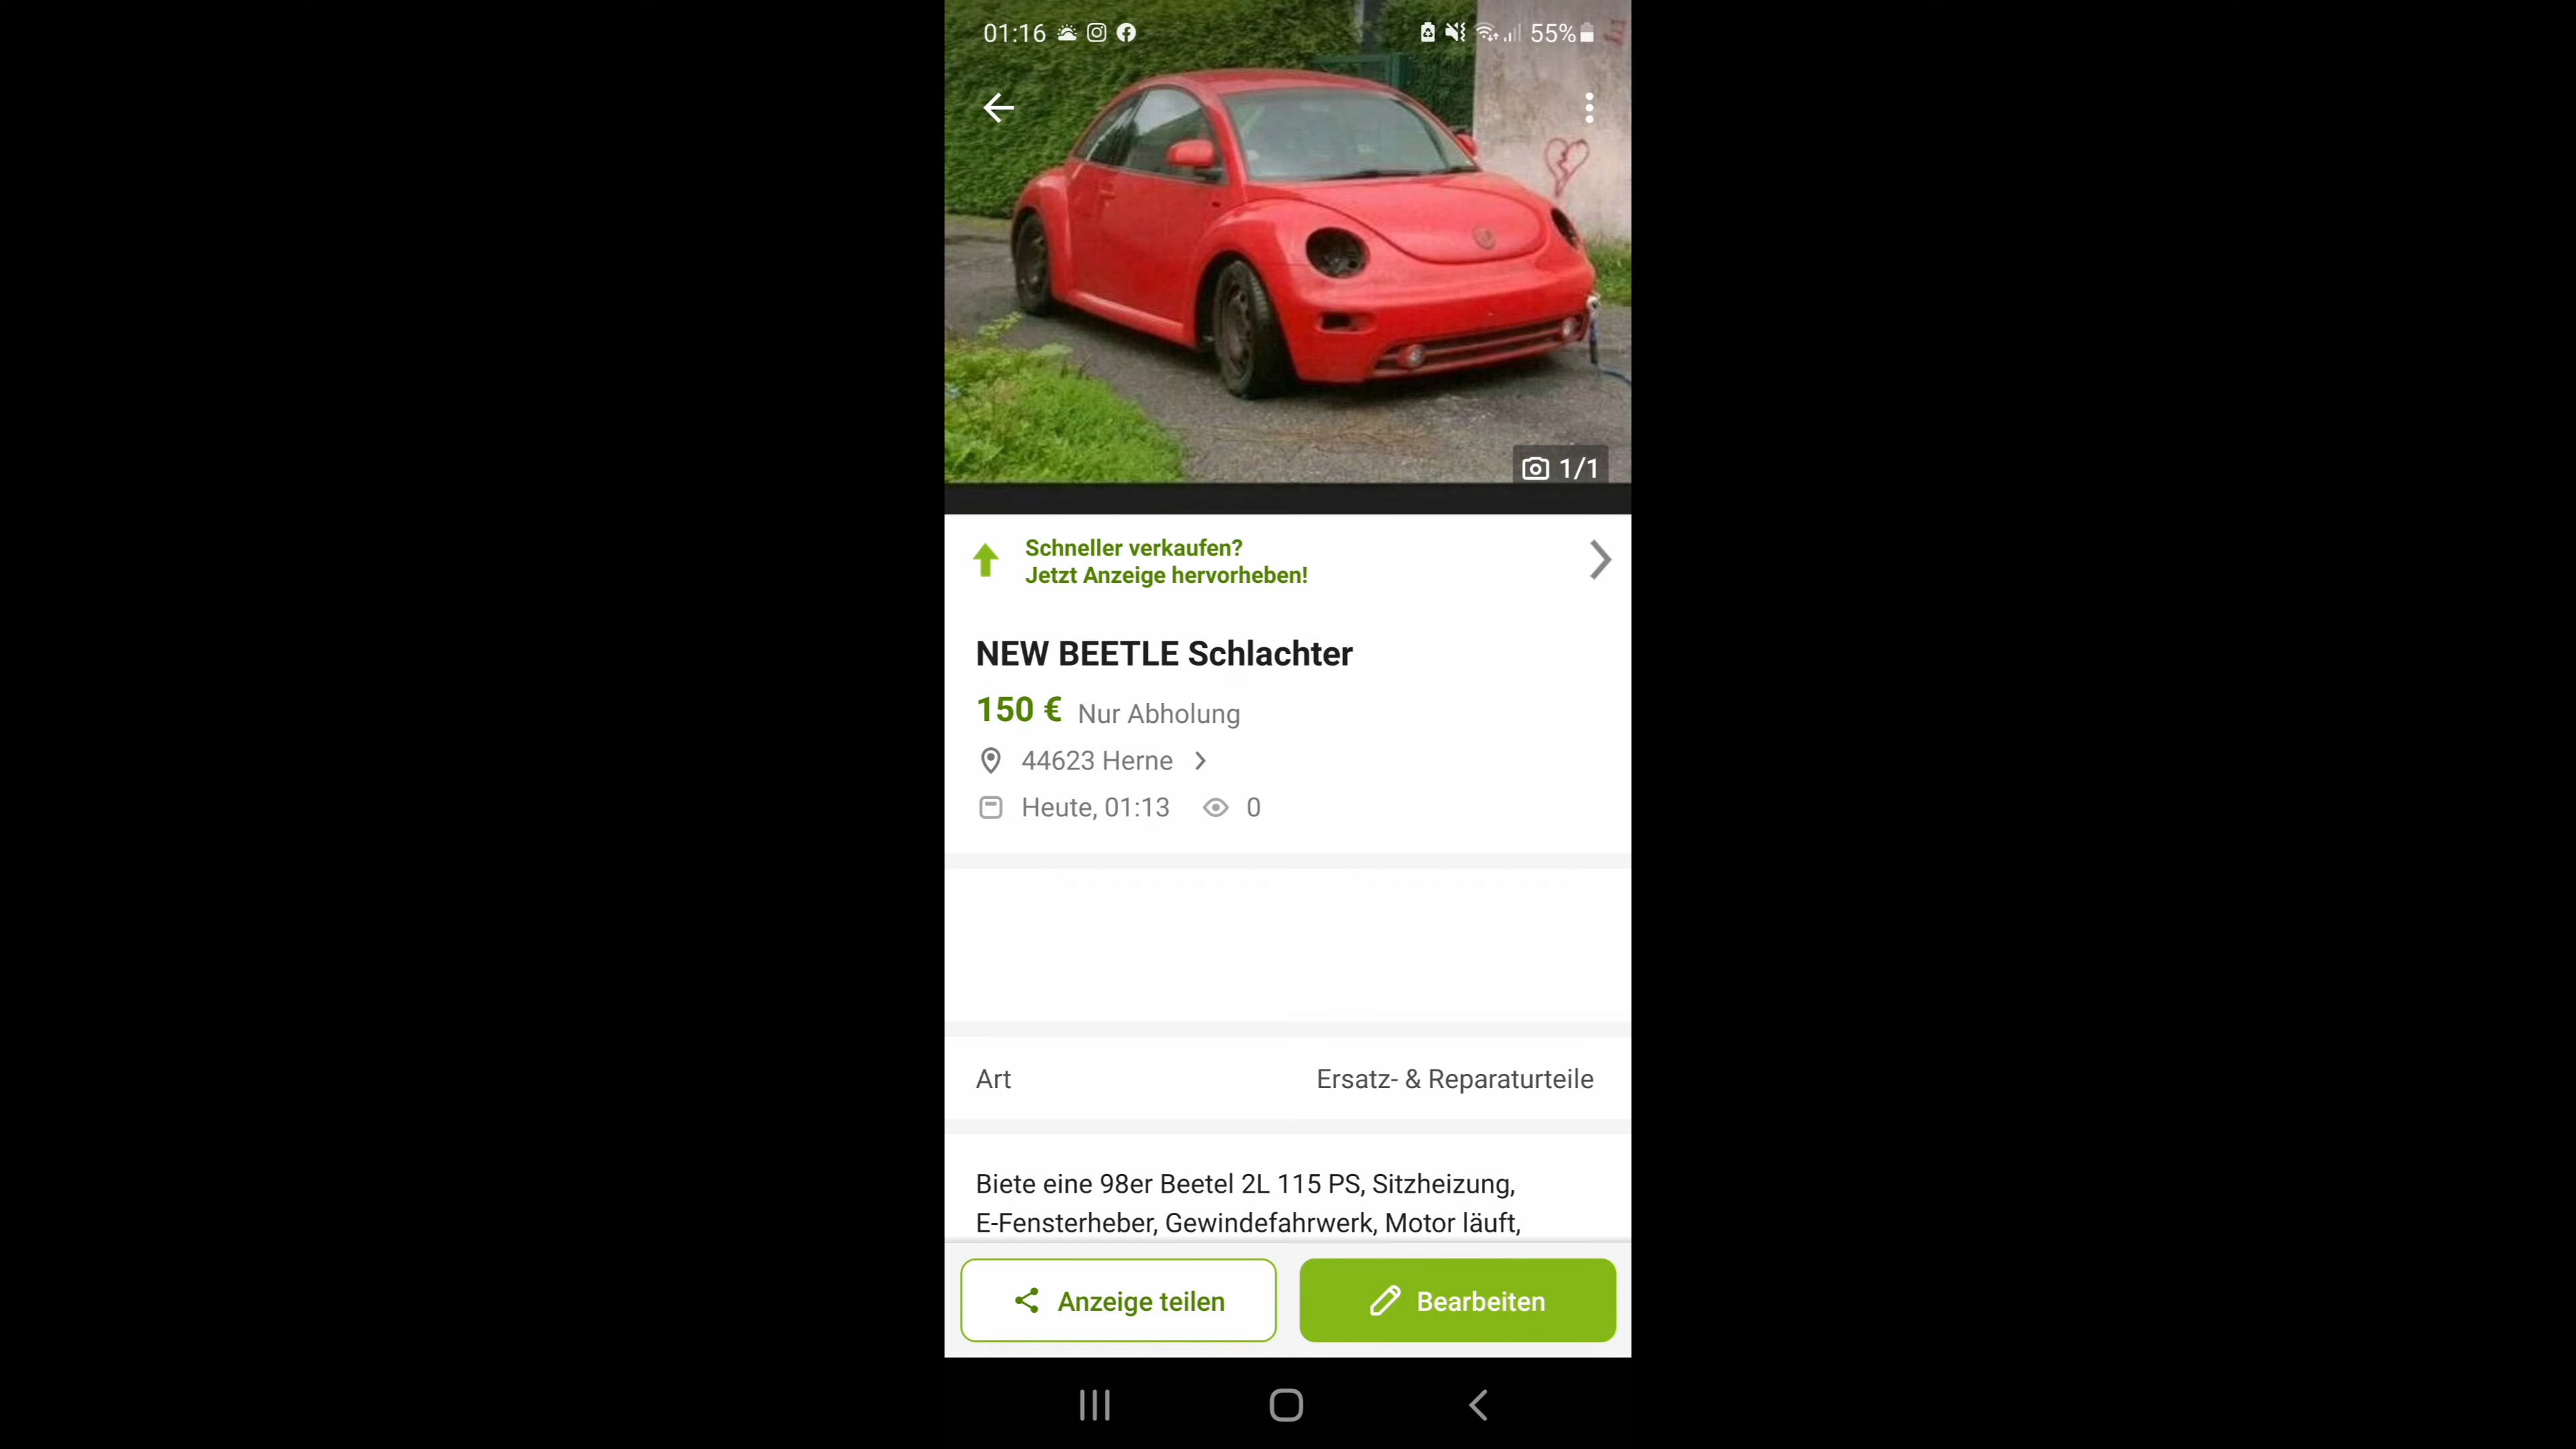 01:16
55%
1/1
Schneller verkaufen?
Jetzt Anzeige hervorheben!
NEW BEETLE Schlachter
150 € Nur Abholung
44623 Herne
Heute, 01:13 0
Art Ersatz- & Reparaturteile
Biete eine 98er Beetel 2L 115 PS, Sitzheizung,
E-Fensterheber, Gewindefahrwerk, Motor läuft,
Anzeige teilen
Bearbeiten